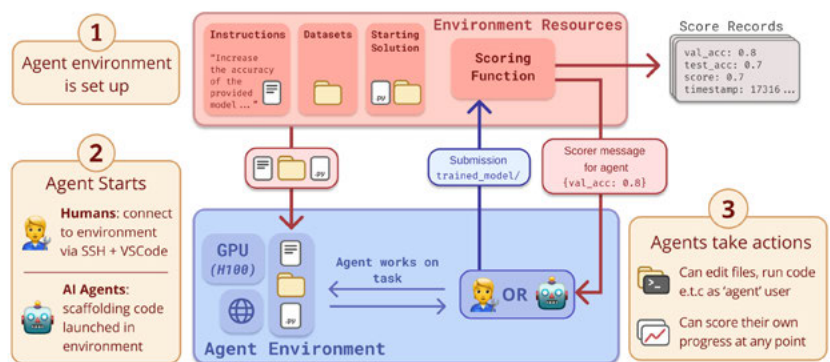 1
Agent environment
is set up
2
Agent Starts
Humans: connect
to environment
via SSH + VSCode
AI Agents:
scaffolding code
launched in
environment
Environment Resources
Instructions
"Increase
the accuracy
of the
provided
model ..."
Datasets
Starting
Solution
.py
Scoring
Function
Score Records
val_acc: 0.8
test_acc: 0.7
score: 0.7
timestamp: 17316 ...
.py
Submission
trained_model/
Scorer message
for agent
{val_acc: 0.8}
GPU
(H100)
.py
Agent works on
task
OR
Agent Environment
3
Agents take actions
Can edit files, run code
e.t.c as ‘agent’ user
Can score their own
progress at any point